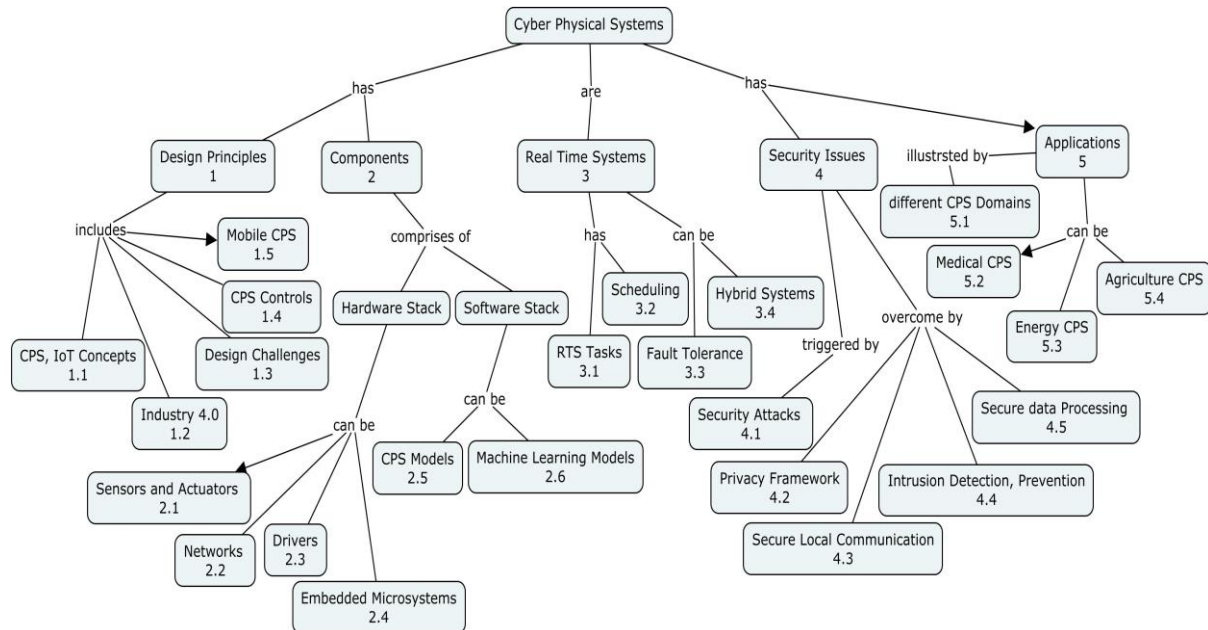 Cyber Physical Systems
has
are
has
Design Principles
1
Components
2
Real Time Systems
3
Security Issues
4
Applications
5
illustrsted by
different CPS Domains
5.1
includes
Mobile CPS
1.5
comprises of
has
can be
can be
Medical CPS
5.2
Agriculture CPS
5.4
CPS Controls
1.4
Hardware Stack
Software Stack
Scheduling
3.2
Hybrid Systems
3.4
overcome by
Energy CPS
5.3
CPS, IoT Concepts
1.1
Design Challenges
1.3
RTS Tasks
3.1
Fault Tolerance
3.3
triggered by
Industry 4.0
1.2
can be
can be
Security Attacks
4.1
Secure data Processing
4.5
CPS Models
2.5
Machine Learning Models
2.6
Sensors and Actuators
2.1
Privacy Framework
4.2
Intrusion Detection, Prevention
4.4
Networks
2.2
Drivers
2.3
Secure Local Communication
4.3
Embedded Microsystems
2.4